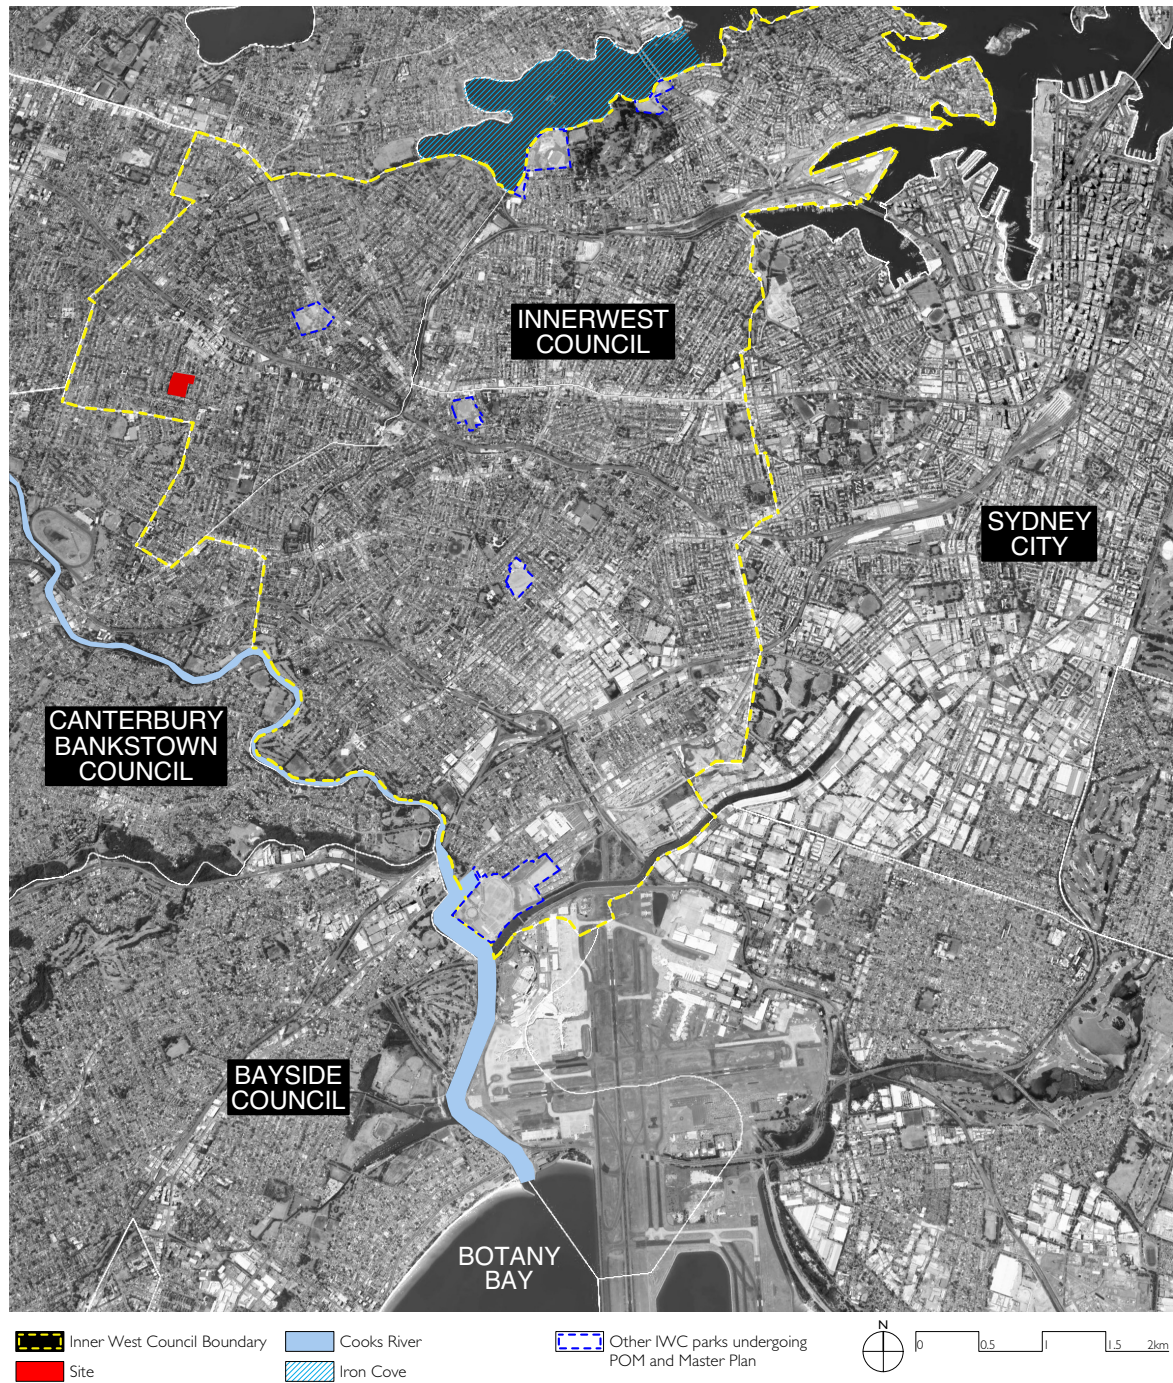 INNERWEST
COUNCIL
SYDNEY
CITY
CANTERBURY
BANKSTOWN
COUNCIL
BAYSIDE
COUNCIL
BOTANY
BAY
Inner West Council Boundary
Site
Cooks River
Iron Cove
Other IWC parks undergoing
POM and Master Plan
N
0 0.5 1 1.5 2km